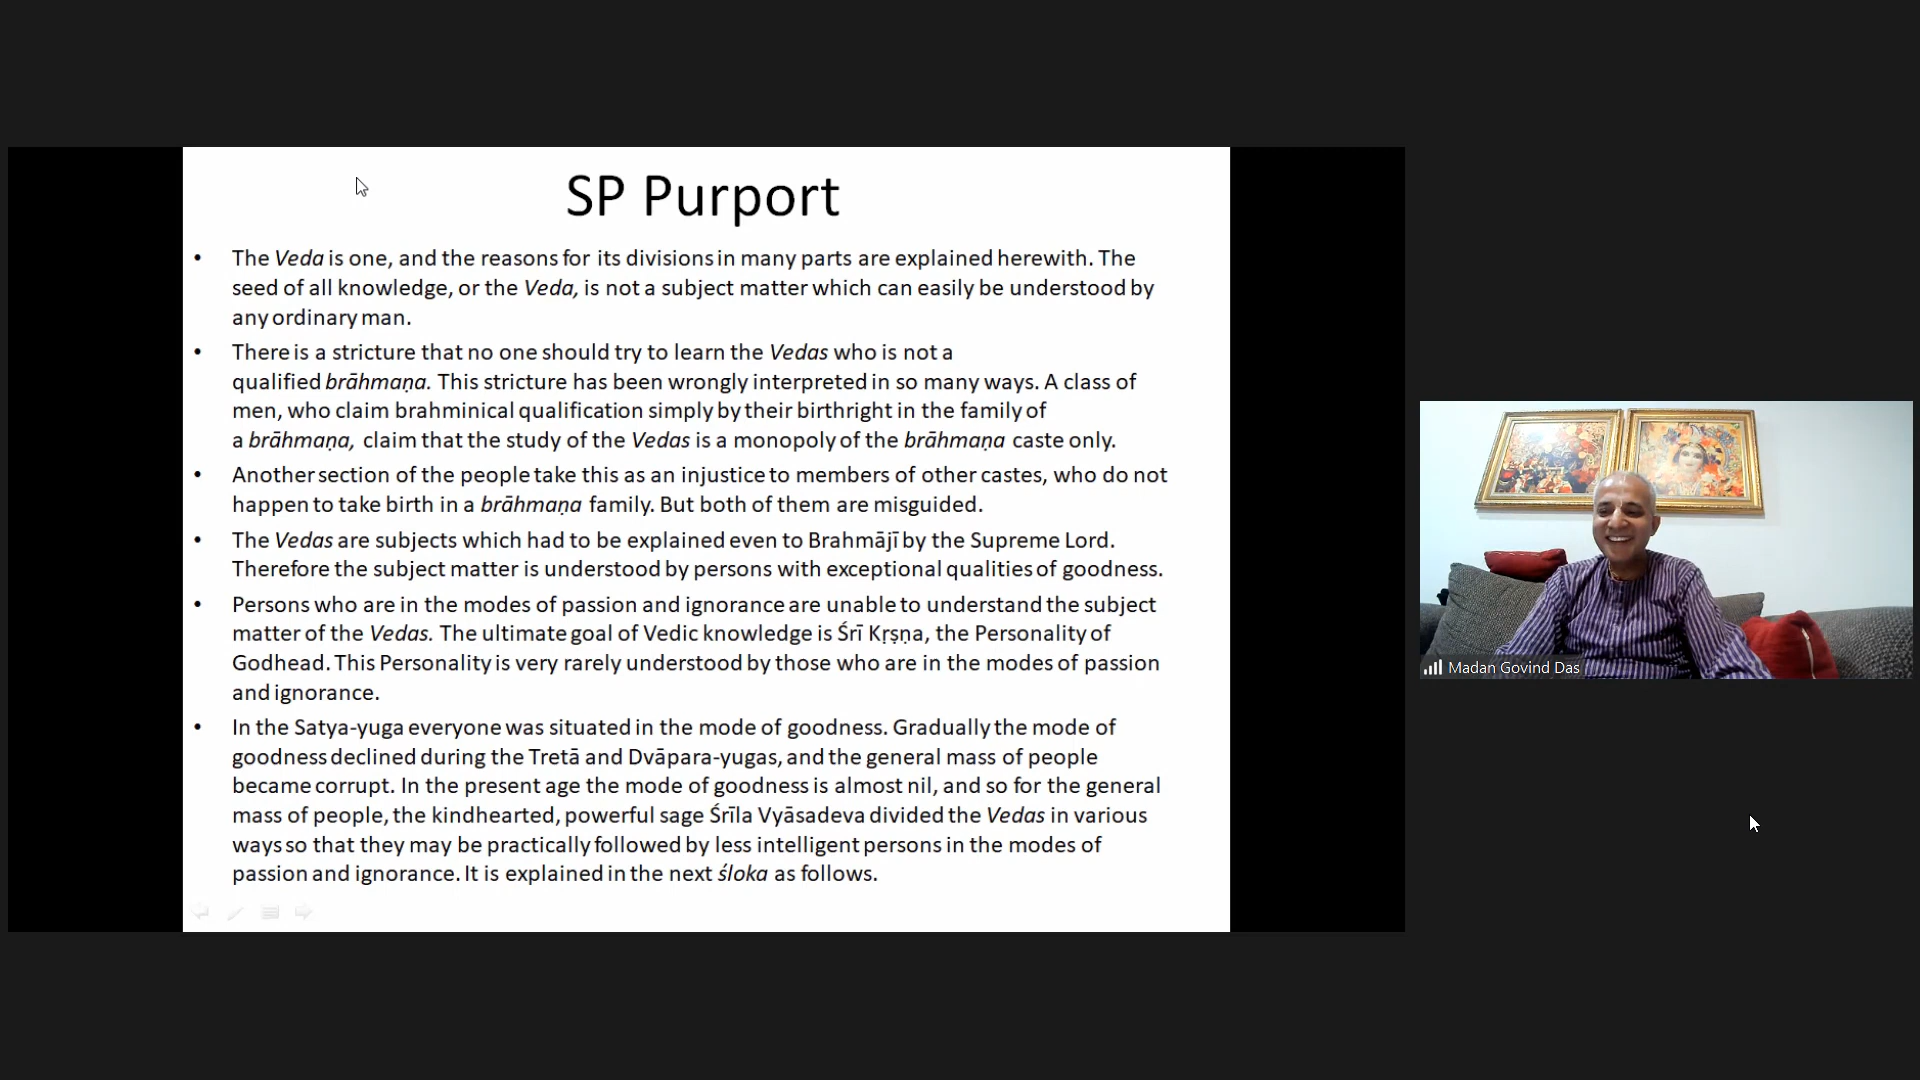 SP Purport
• The Veda is one, and the reasons for its divisions in many parts are explained herewith. The
seed of all knowledge, or the Veda, is not a subject matter which can easily be understood by
any ordinary man.
• There is a stricture that no one should try to learn the Vedas who is not a
qualified brāhmaṇa. This stricture has been wrongly interpreted in so many ways. A class of
men, who claim brahminical qualification simply by their birthright in the family of
a brāhmaṇa, claim that the study of the Vedas is a monopoly of the brāhmaṇa caste only.
• Another section of the people take this as an injustice to members of other castes, who do not
happen to take birth in a brāhmaṇa family. But both of them are misguided.
• The Vedas are subjects which had to be explained even to Brahmājī by the Supreme Lord.
Therefore the subject matter is understood by persons with exceptional qualities of goodness.
• Persons who are in the modes of passion and ignorance are unable to understand the subject
matter of the Vedas. The ultimate goal of Vedic knowledge is Śrī Kṛṣṇa, the Personality of
Godhead. This Personality is very rarely understood by those who are in the modes of passion
and ignorance.
• In the Satya-yuga everyone was situated in the mode of goodness. Gradually the mode of
goodness declined during the Tretā and Dvāpara-yugas, and the general mass of people
became corrupt. In the present age the mode of goodness is almost nil, and so for the general
mass of people, the kindhearted, powerful sage Śrīla Vyāsadeva divided the Vedas in various
ways so that they may be practically followed by less intelligent persons in the modes of
passion and ignorance. It is explained in the next śloka as follows.
Madan Govind Das